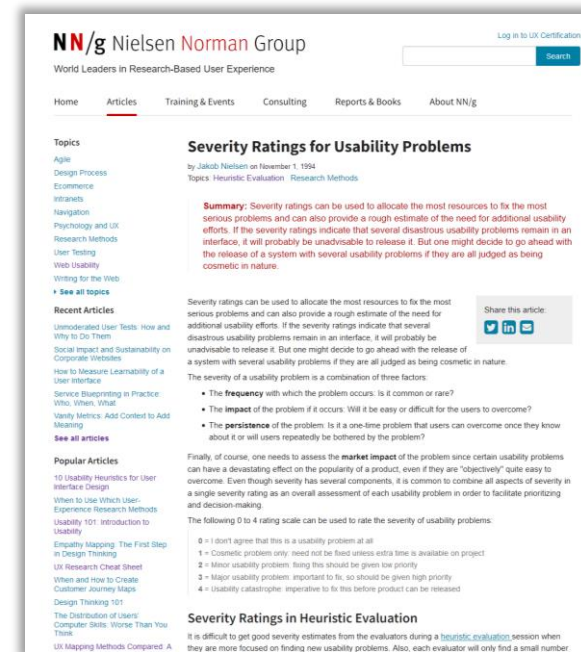 NN/g Nielsen Norman Group
World Leaders in Research-Based User Experience
Log in to UX Certification
Search
Home Articles Training & Events Consulting Reports & Books About NN/g
Topics
Agile
Design Process
Ecommerce
Intranets
Navigation
Psychology and UX
Research Methods
User Testing
Web Usability
Writing for the Web
See all topics
Recent Articles
Unmoderated User Tests: How and
Why to Do Them
Social Impact and Sustainability on
Corporate Websites
How to Measure Learnability of a
User Interface
Service Blueprinting in Practice:
Who, When, What
Vanity Metrics: Add Context to Add
Meaning
See all articles
Popular Articles
10 Usability Heuristics for User
Interface Design
When to Use Which User-
Experience Research Methods
Usability 101: Introduction to
Usability
Empathy Mapping: The First Step
in Design Thinking
UX Research Cheat Sheet
When and How to Create
Customer Journey Maps
Design Thinking 101
The Distribution of Users'
Computer Skills: Worse Than You
Think
UX Mapping Methods Compared: A
Severity Ratings for Usability Problems
by Jakob Nielsen on November 1, 1994
Topics: Heuristic Evaluation Research Methods
Summary: Severity ratings can be used to allocate the most resources to fix the most
serious problems and can also provide a rough estimate of the need for additional usability
efforts. If the severity ratings indicate that several disastrous usability problems remain in an
interface, it will probably be unadvisable to release it. But one might decide to go ahead with
the release of a system with several usability problems if they are all judged as being
cosmetic in nature.
Severity ratings can be used to allocate the most resources to fix the most
serious problems and can also provide a rough estimate of the need for
additional usability efforts. If the severity ratings indicate that several
disastrous usability problems remain in an interface, it will probably be
unadvisable to release it. But one might decide to go ahead with the release of
a system with several usability problems if they are all judged as being cosmetic in nature.
Share this article:
The severity of a usability problem is a combination of three factors:
• The frequency with which the problem occurs: Is it common or rare?
• The impact of the problem if it occurs: Will it be easy or difficult for the users to overcome?
• The persistence of the problem: Is it a one-time problem that users can overcome once they know
about it or will users repeatedly be bothered by the problem?
Finally, of course, one needs to assess the market impact of the problem since certain usability problems
can have a devastating effect on the popularity of a product, even if they are "objectively" quite easy to
overcome. Even though severity has several components, it is common to combine all aspects of severity in
a single severity rating as an overall assessment of each usability problem in order to facilitate prioritizing
and decision-making.
The following 0 to 4 rating scale can be used to rate the severity of usability problems:
0 = I don't agree that this is a usability problem at all
1 = Cosmetic problem only: need not be fixed unless extra time is available on project
2 = Minor usability problem: fixing this should be given low priority
3 = Major usability problem: important to fix, so should be given high priority
4 = Usability catastrophe: imperative to fix this before product can be released
Severity Ratings in Heuristic Evaluation
It is difficult to get good severity estimates from the evaluators during a heuristic evaluation session when
they are more focused on finding new usability problems. Also, each evaluator will only find a small number